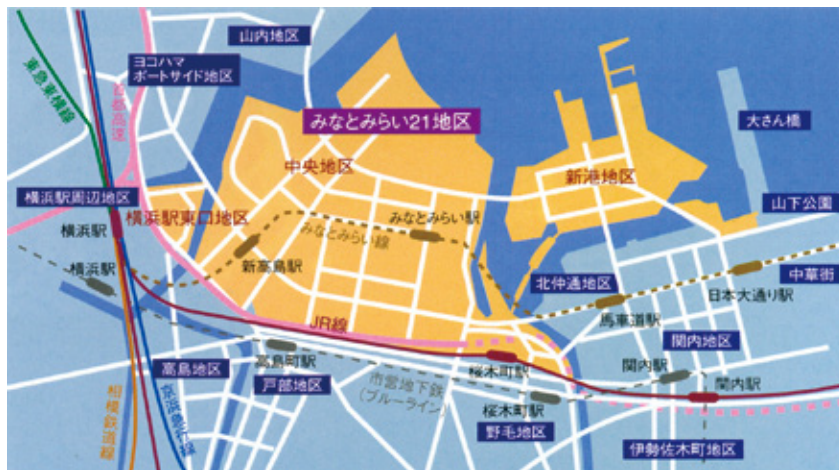 山内地区
ヨコハマ
ポートサイド地区
東急東横線
首都高速
みなとみらい21地区
大さん橋
中央地区
新港地区
横浜駅周辺地区
横浜駅東口地区
山下公園
みなとみらい駅
横浜駅
みなとみらい線
横浜駅
新高島駅
北仲通地区
中華街
日本大通り駅
馬車道駅
JR線
関内地区
高島町駅
桜木町駅
関内駅
高島地区
戸部地区
市営地下鉄
(ブルーライン)
桜木町駅
関内駅
野毛地区
伊勢佐木町地区
相模鉄道線
京浜急行線